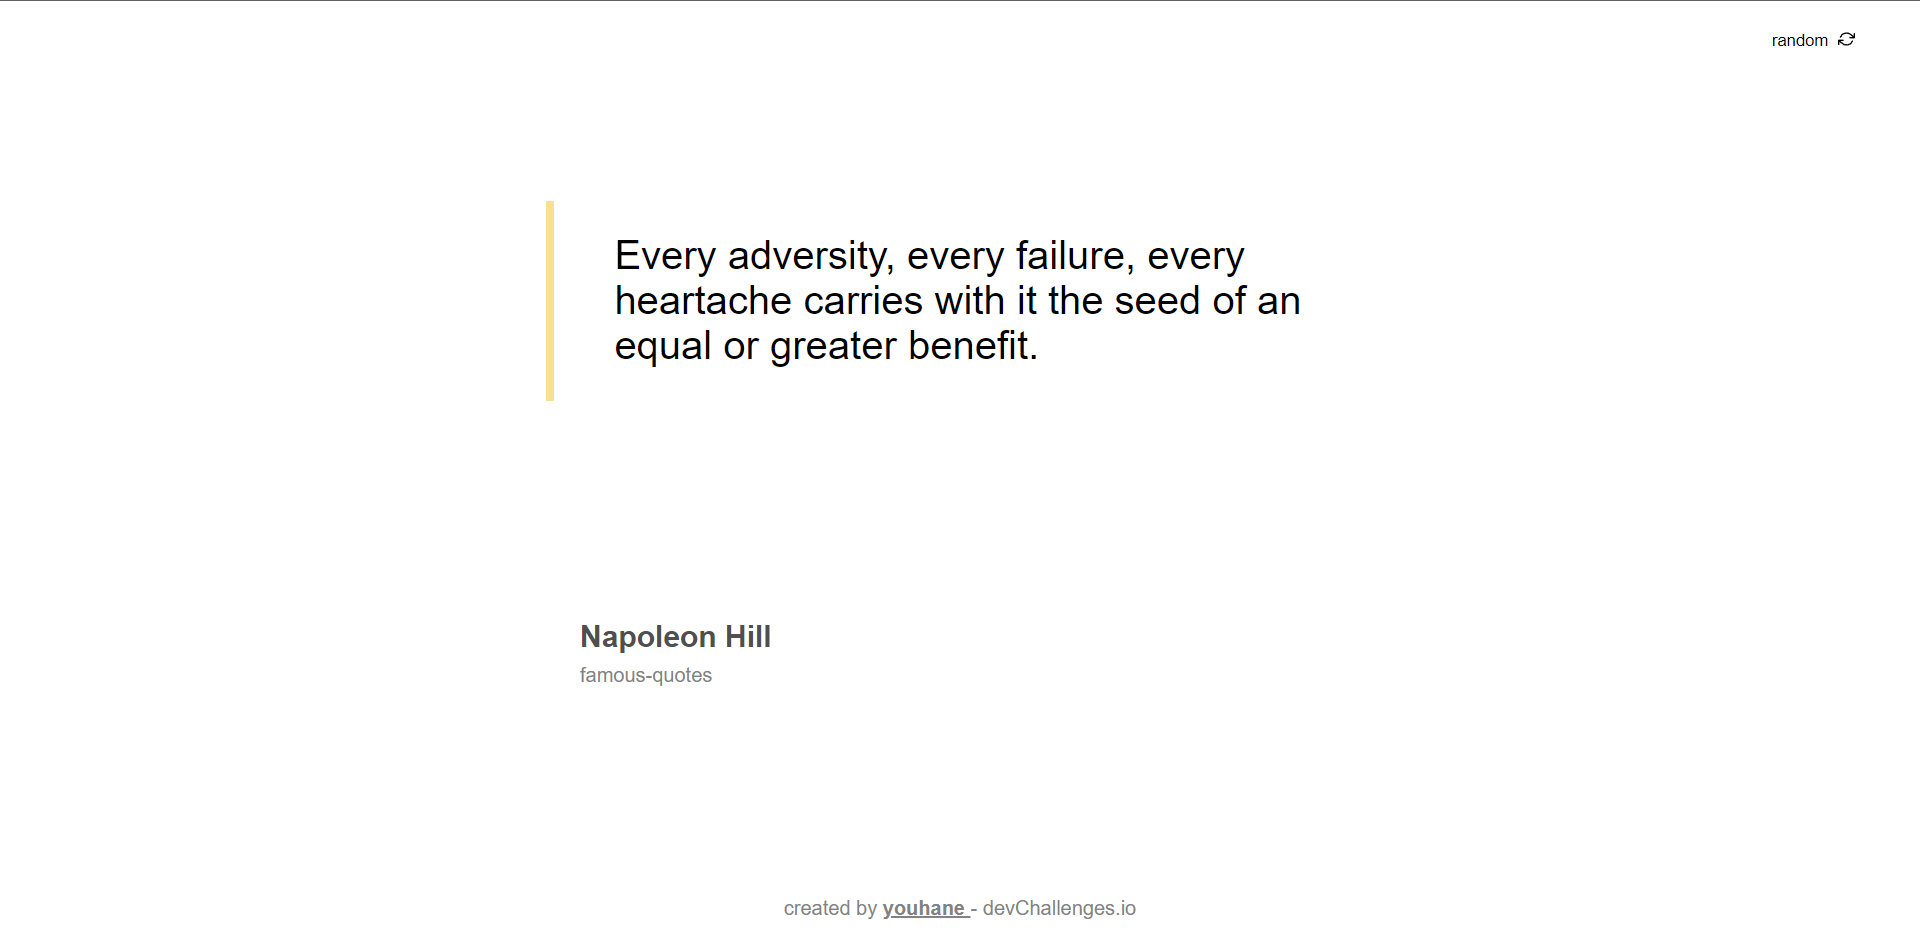 random
Every adversity, every failure, every
heartache carries with it the seed of an
equal or greater benefit.
Napoleon Hill
famous-quotes
created by youhane - devChallenges.io